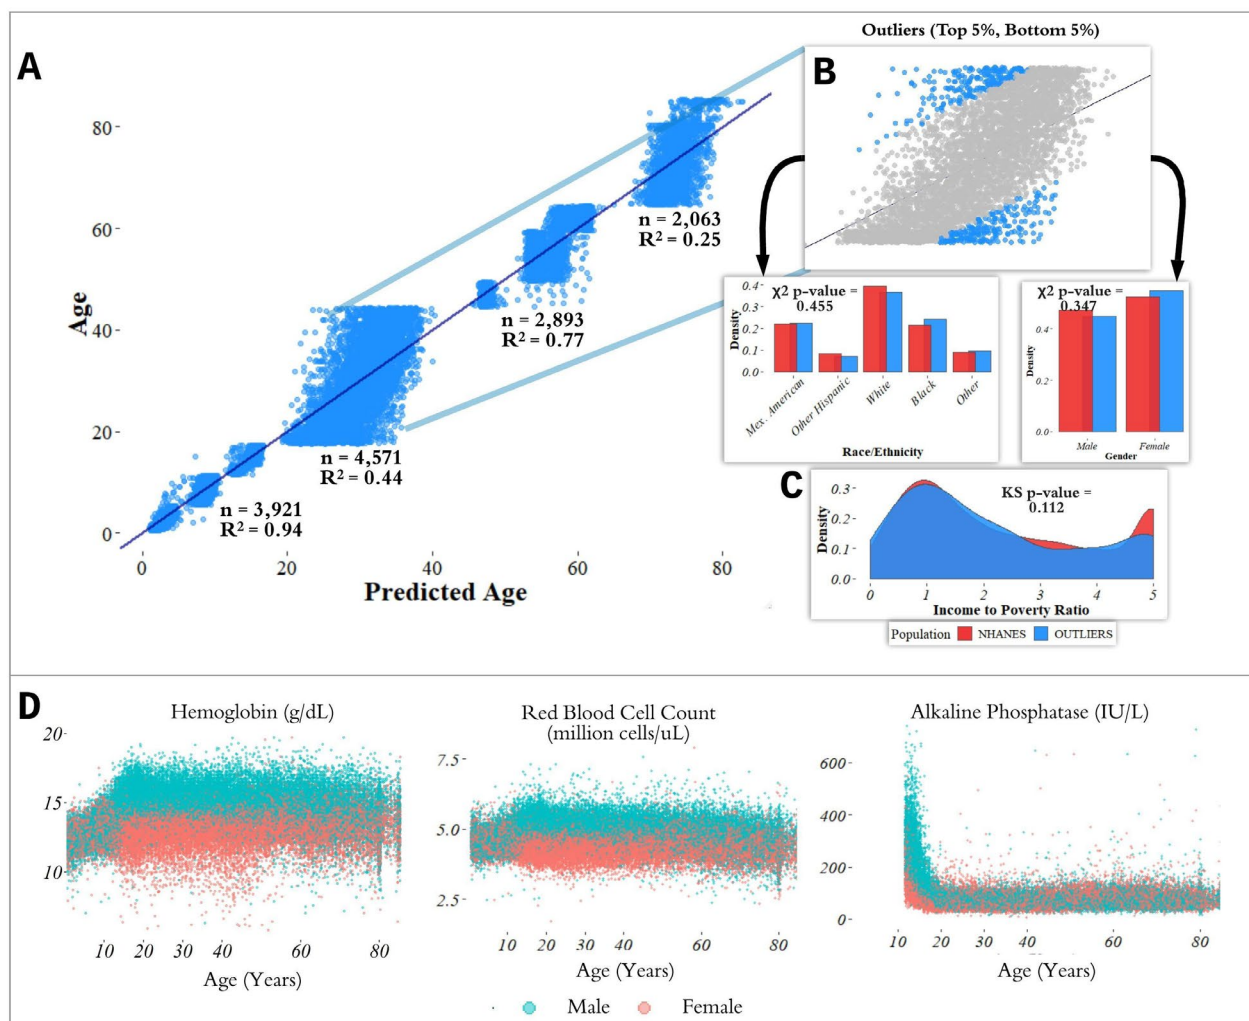 Outliers (Top 5%, Bottom 5%)
A
B
80
60
40
20
0
Age
0
20
40
60
80
Predicted Age
n = 2,063
R² = 0.25
n = 2,893
R² = 0.77
n = 4,571
R² = 0.44
n = 3,921
R² = 0.94
χ2 p-value =
0.455
0.4
0.3
0.2
0.1
0.0
Density
Mex. American
Other Hispanic
White
Black
Other
Race/Ethnicity
χ2 p-value =
0.347
0.4
0.2
0.0
Density
Male
Female
Gender
C
KS p-value =
0.112
0.3
0.2
0.1
0.0
Density
0
1
2
3
4
5
Income to Poverty Ratio
Population NHANES OUTLIERS
D
Hemoglobin (g/dL)
20
15
10
10 20 30 40 60 80
Age (Years)
Red Blood Cell Count
(million cells/uL)
7.5
5.0
2.5
10 20 30 40 60 80
Age (Years)
Alkaline Phosphatase (IU/L)
600
400
200
0
10 20 30 40 60 80
Age (Years)
Male Female